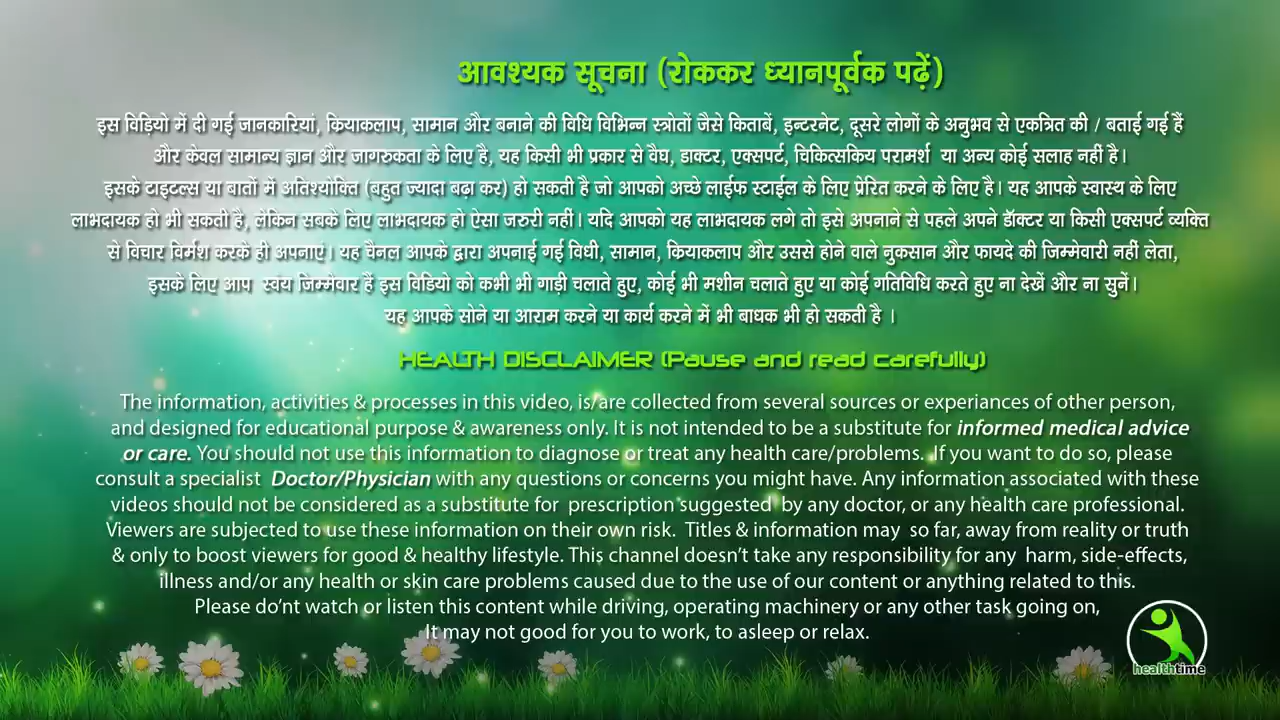 आवश्यक सूचना (रोककर ध्यानपूर्वक पढ़ें)
इस विड़ियो में दी गई जानकारियां, कियाकलाप, सामान और बनाने की विधि विभिन्न स्त्रोतों जैसे किताबें, इन्टरनेट, दूसरे लोगों के अनुभव से एकत्रित की / बताई गई हैं
और केवल सामान्य ज्ञान और जागरुकता के लिए है, यह किसी भी प्रकार से वैघ, डाक्टर, एक्सपर्ट, चिकित्सकिय परामर्श या अन्य कोई सलाह नहीं है।
इसके टाइटल्स या बातों में अतिश्योक्ति (बहुत ज्यादा बढ़ा कर) हो सकती है जो आपको अच्छे लाईफ स्टाईल के लिए प्रेरित करने के लिए है। यह आपके स्वास्थ के लिए
लाभदायक हो भी सकती है, लेकिन सबके लिए लाभदायक हो ऐसा जरुरी नहीं। यदि आपको यह लाभदायक लगे तो इसे अपनाने से पहले अपने डॉक्टर या किसी एक्सपर्ट व्यक्ति
से विचार विर्मश करके ही अपनाएं। यह चैनल आपके द्वारा अपनाई गई विधी, सामान, कियाकलाप और उससे होने वाले नुकसान और फायदे की जिम्मेवारी नहीं लेता,
इसके लिए आप स्वंय जिम्मेवार हैं इस विडियो को कभी भी गाड़ी चलाते हुए, कोई भी मशीन चलाते हुए या कोई गतिविधि करते हुए ना देखें और ना सुनें।
यह आपके सोने या आराम करने या कार्य करने में भी बाधक भी हो सकती है ।
HEALTH DISCLAIMER (Pause and read carefully)
The information, activities & processes in this video, is/are collected from several sources or experiances of other person,
and designed for educational purpose & awareness only. It is not intended to be a substitute for informed medical advice
or care. You should not use this information to diagnose or treat any health care/problems. If you want to do so, please
consult a specialist Doctor/Physician with any questions or concerns you might have. Any information associated with these
videos should not be considered as a substitute for prescription suggested by any doctor, or any health care professional.
Viewers are subjected to use these information on their own risk. Titles & information may so far, away from reality or truth
& only to boost viewers for good & healthy lifestyle. This channel doesn't take any responsibility for any harm, side-effects,
illness and/or any health or skin care problems caused due to the use of our content or anything related to this.
Please do'nt watch or listen this content while driving, operating machinery or any other task going on,
It may not good for you to work, to asleep or relax.
healthtime